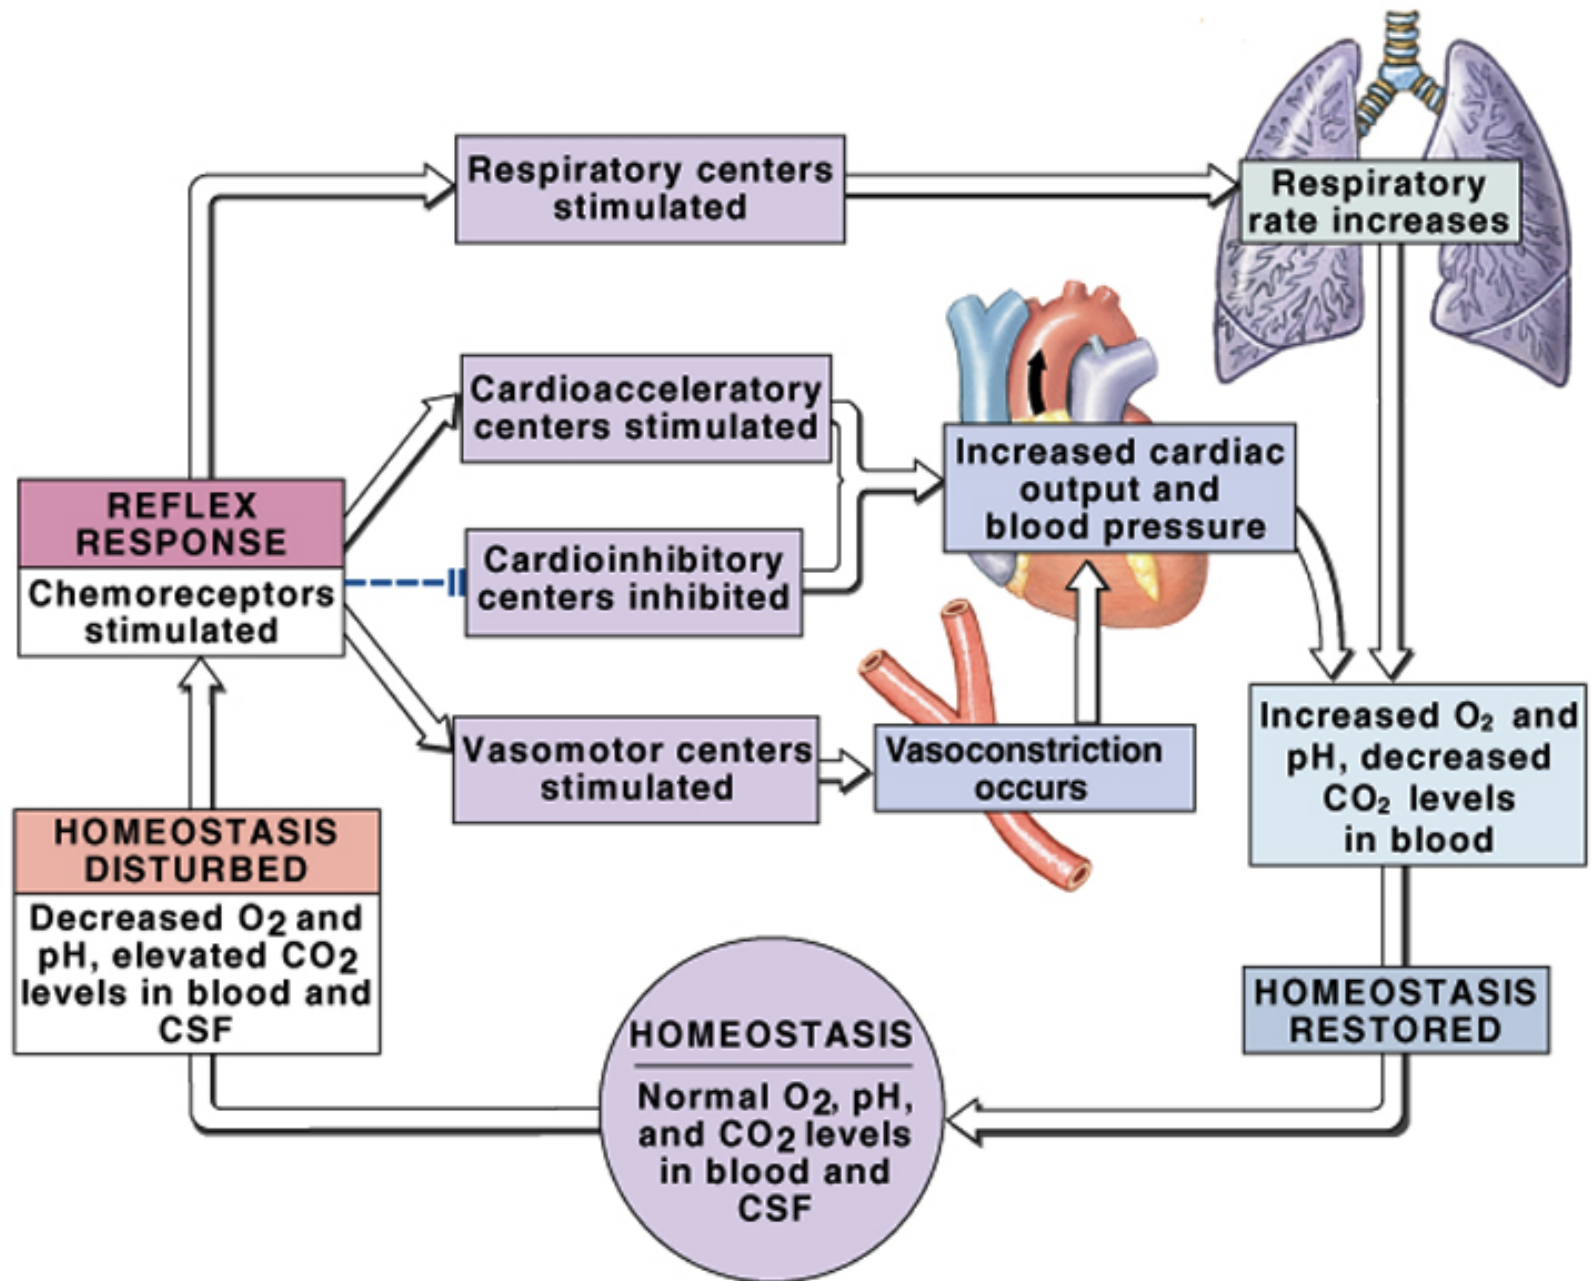 Respiratory centers
stimulated
Respiratory
rate increases
Cardioacceleratory
centers stimulated
Increased cardiac
output and
blood pressure
REFLEX
RESPONSE
Chemoreceptors
stimulated
Cardioinhibitory
centers inhibited
Vasomotor centers
stimulated
Vasoconstriction
occurs
Increased O₂ and
pH, decreased
CO₂ levels
in blood
HOMEOSTASIS
DISTURBED
Decreased O₂ and
pH, elevated CO₂
levels in blood and
CSF
HOMEOSTASIS
RESTORED
HOMEOSTASIS
Normal O₂, pH,
and CO₂ levels
in blood and
CSF